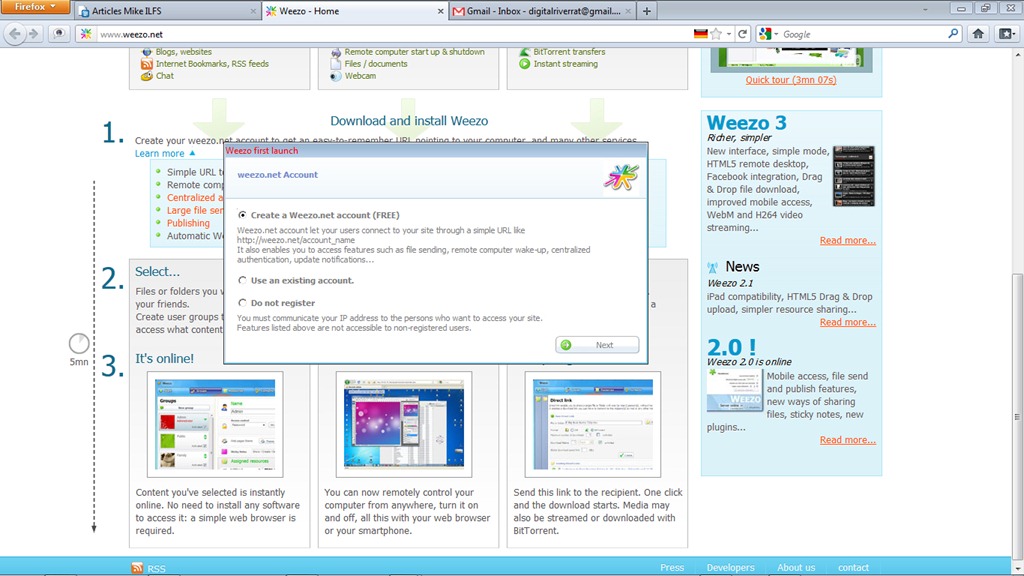 Firefox
Articles Mike ILFS
Weezo - Home
Gmail - Inbox - digitalriverrat@gmail....
www.weezo.net
Google
Blogs, websites
Internet Bookmarks, RSS feeds
Chat
Remote computer start up & shutdown
Files / documents
Webcam
BitTorrent transfers
Instant streaming
Quick tour (3mn 07s)
1.
Download and install Weezo
Create your weezo.net account to get an easy-to-remember URL pointing to your computer, and many other services.
Learn more
Simple URL t
Remote comp
Centralized a
Large file ser
Publishing
Automatic W
Weezo first launch
weezo.net Account
Create a Weezo.net account (FREE)
Weezo.net account let your users connect to your site through a simple URL like
http://weezo.net/account_name
It also enables you to access features such as file sending, remote computer wake-up, centralized
authentication, update notifications...
Use an existing account.
Do not register
You must communicate your IP address to the persons who want to access your site.
Features listed above are not accessible to non-registered users.
Next
2.
Select...
Files or folders you w
your friends.
Create user groups t
access what content
a
5mn
3.
It's online!
Groups
Name
Admin
Assigned resources
Direct link
Content you've selected is instantly
online. No need to install any software
to access it: a simple web browser is
required.
You can now remotely control your
computer from anywhere, turn it on
and off, all this with your web browser
or your smartphone.
Send this link to the recipient. One click
and the download starts. Media may
also be streamed or downloaded with
BitTorrent.
Weezo 3
Richer, simpler
New interface, simple mode,
HTML5 remote desktop,
Facebook integration, Drag
& Drop file download,
improved mobile access,
WebM and H264 video
streaming...
Read more...
News
Weezo 2.1
iPad compatibility, HTML5 Drag & Drop
upload, simpler resource sharing...
Read more...
2.0 !
Weezo 2.0 is online
WEEZO
Mobile access, file send
and publish features,
new ways of sharing
files, sticky notes, new
plugins...
Read more...
RSS
Press
Developers
About us
contact